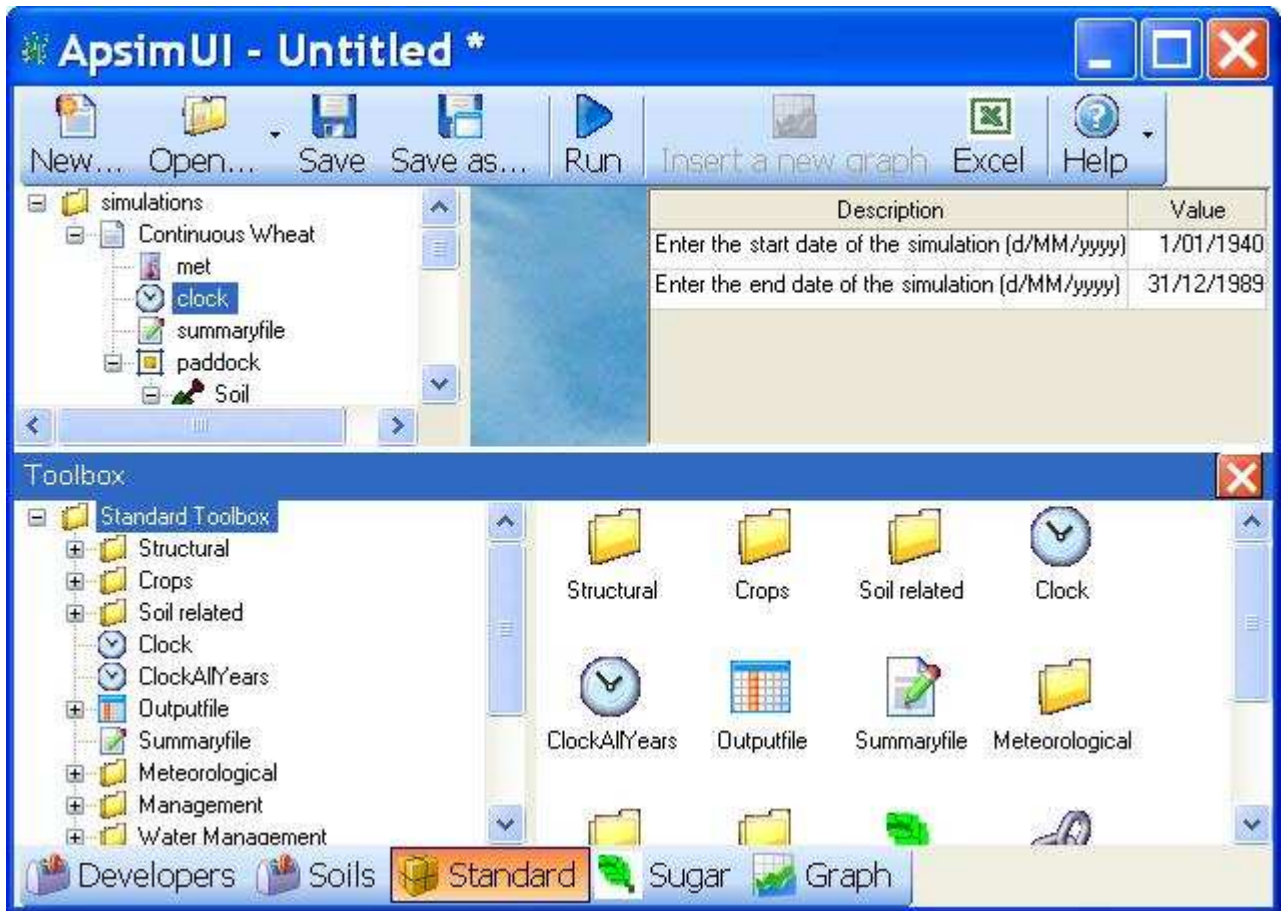 ApsimUI - Untitled *
New... Open... Save Save as... Run Insert a new graph Excel Help
simulations
Continuous Wheat
met
clock
summaryfile
paddock
Soil
Description Value
Enter the start date of the simulation (d/MM/yyyy) 1/01/1940
Enter the end date of the simulation (d/MM/yyyy) 31/12/1989
Toolbox
Standard Toolbox
Structural
Crops
Soil related
Clock
ClockAllYears
Outputfile
Summaryfile
Meteorological
Management
Water Management
Structural Crops Soil related Clock
ClockAllYears Outputfile Summaryfile Meteorological
Developers Soils Standard Sugar Graph